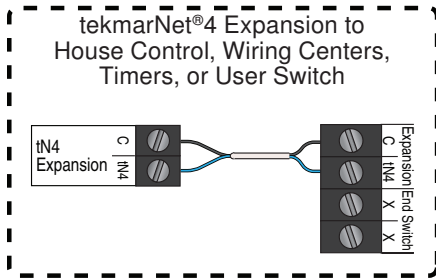 tekmarNet®4 Expansion to
House Control, Wiring Centers,
Timers, or User Switch
tN4
Expansion
C
tN4
C
tN4
X
X
Expansion
End Switch